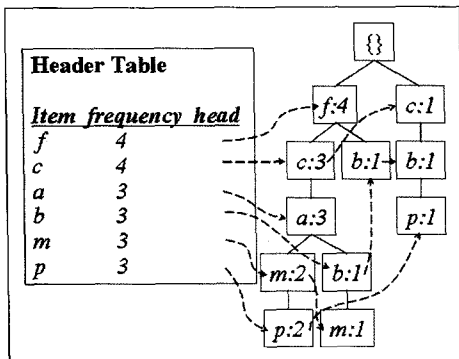 {}
Header Table
f:4 c:1
Item frequency head
f 4
c 4 c:3 b:1 b:1
a 3
b 3 a:3 p:1
m 3
p 3 m:2 b:1
p:2 m:1